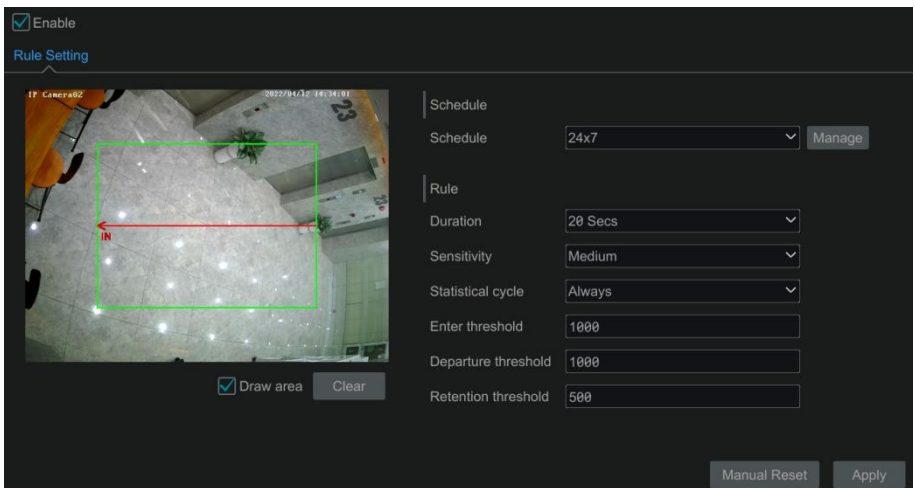 Enable
Rule Setting
IP Camera02
2022/04/12 14:34:01
23
23
IN
Draw area
Clear
Schedule
Schedule
24x7
Manage
Rule
Duration
20 Secs
Sensitivity
Medium
Statistical cycle
Always
Enter threshold
1000
Departure threshold
1000
Retention threshold
500
Manual Reset
Apply